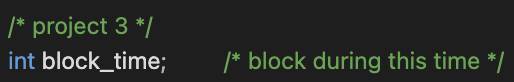 /* project 3 */
int block_time; /* block during this time */